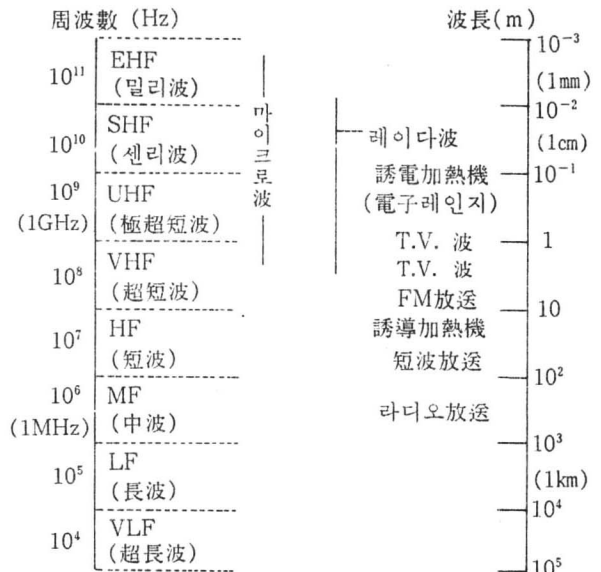 周波數 (Hz)
波長(m)
10⁻³
EHF
10¹¹
(밀리波)
(1mm)
10⁻²
SHF
마이크로波
레이다波
10¹⁰
(센리波)
(1cm)
10⁻¹
10⁹
UHF
誘電加熱機
(1GHz)
(極超短波)
(電子레인지)
T.V. 波
1
VHF
T.V. 波
10⁸
(超短波)
FM放送
10
HF
誘導加熱機
10⁷
(短波)
短波放送
10²
10⁶
MF
(1MHz)
(中波)
라디오放送
10³
LF
10⁵
(長波)
(1km)
10⁴
VLF
10⁴
(超長波)
10⁵